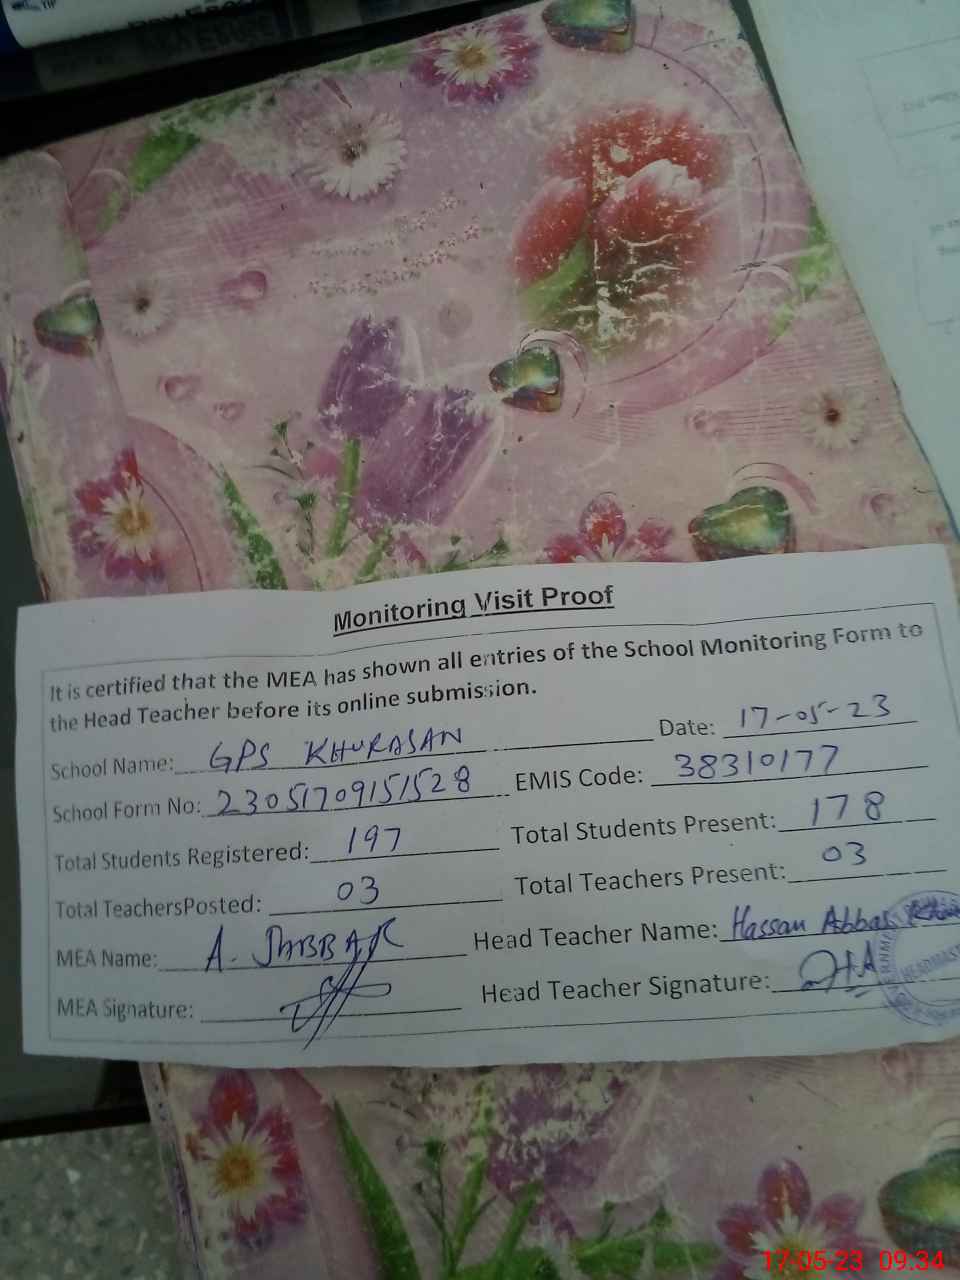 Monitoring Visit Proof
It is certified that the MEA has shown all entries of the School Monitoring Form to
the Head Teacher before its online submission.
School Name: GPS KHURASAN Date: 17-05-23
School Form No: 23051709151528 EMIS Code: 38310177
Total Students Registered: 197 Total Students Present: 178
Total TeachersPosted: 03 Total Teachers Present: 03
MEA Name: A. JABBAR Head Teacher Name: Hassan Abbas
MEA Signature: Head Teacher Signature:
17-05-23 09:34